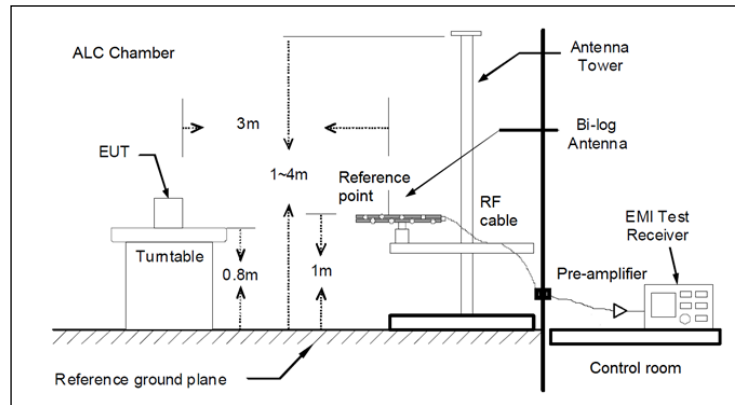 ALC Chamber
Antenna
Tower
3m
Bi-log
Antenna
EUT
1~4m
Reference
point
RF
cable
EMI Test
Receiver
Turntable
0.8m
1m
Pre-amplifier
Reference ground plane
Control room